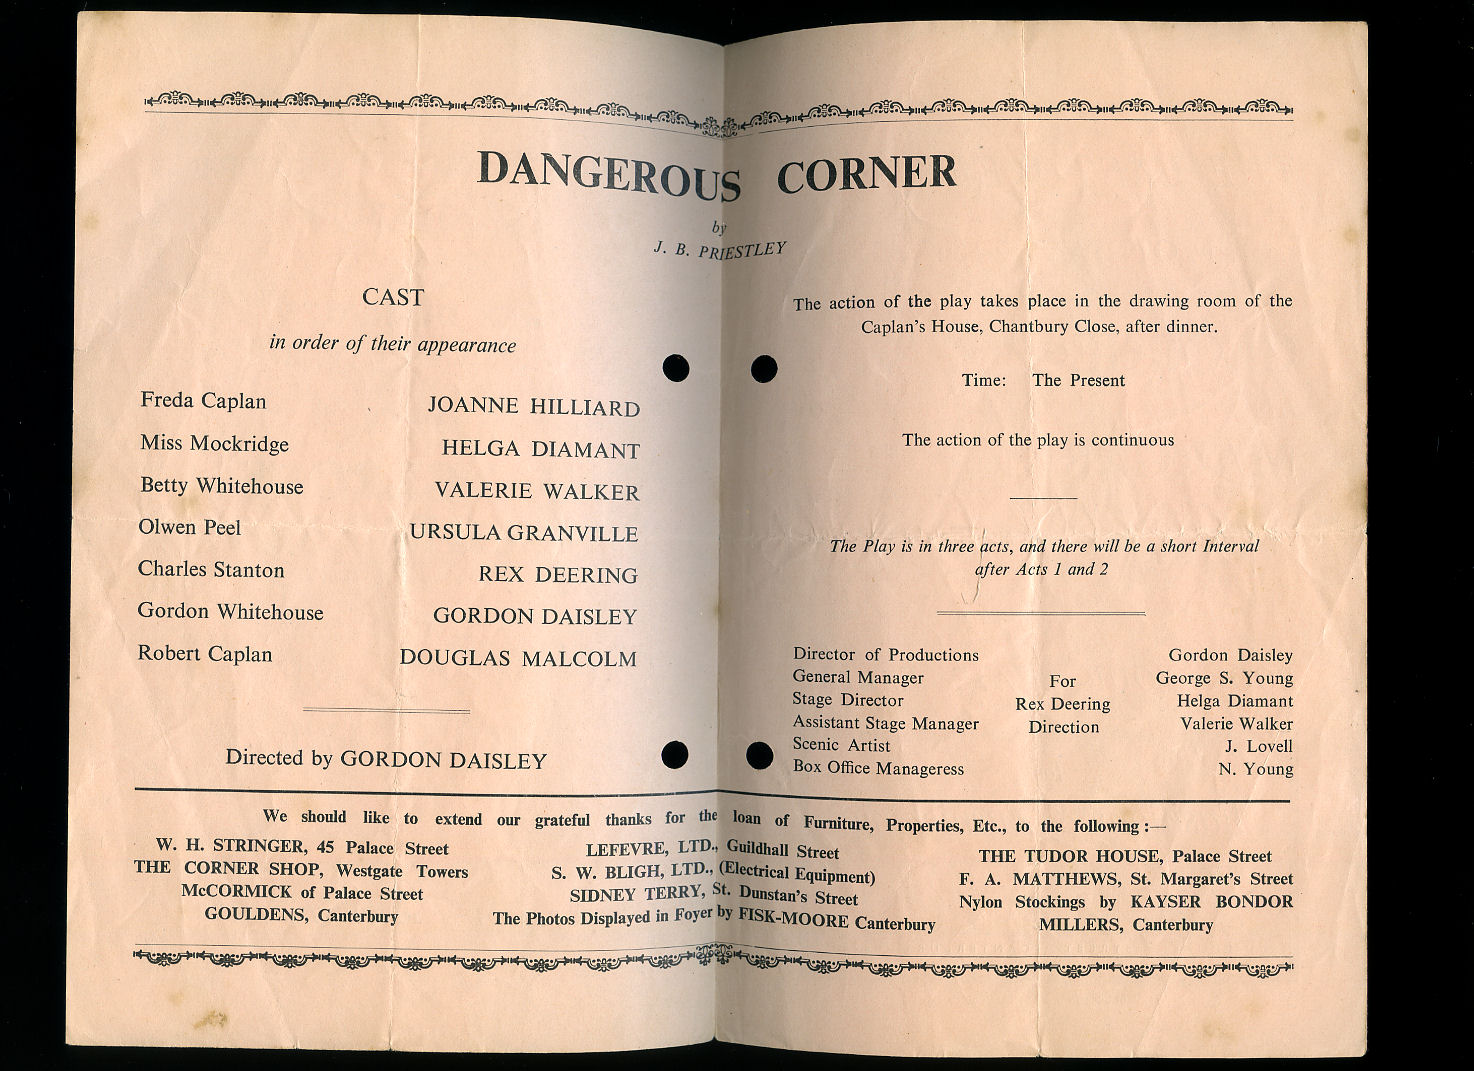 DANGEROUS CORNER
by
J. B. PRIESTLEY
CAST
in order of their appearance
Freda Caplan JOANNE HILLIARD
Miss Mockridge HELGA DIAMANT
Betty Whitehouse VALERIE WALKER
Olwen Peel URSULA GRANVILLE
Charles Stanton REX DEERING
Gordon Whitehouse GORDON DAISLEY
Robert Caplan DOUGLAS MALCOLM
Directed by GORDON DAISLEY
The action of the play takes place in the drawing room of the
Caplan's House, Chantbury Close, after dinner.
Time: The Present
The action of the play is continuous
The Play is in three acts, and there will be a short Interval
after Acts 1 and 2
Director of Productions Gordon Daisley
General Manager For George S. Young
Stage Director Rex Deering Helga Diamant
Assistant Stage Manager Direction Valerie Walker
Scenic Artist J. Lovell
Box Office Manageress N. Young
We should like to extend our grateful thanks for the loan of Furniture, Properties, Etc., to the following :—
W. H. STRINGER, 45 Palace Street LEFEVRE, LTD., Guildhall Street THE TUDOR HOUSE, Palace Street
THE CORNER SHOP, Westgate Towers S. W. BLIGH, LTD., (Electrical Equipment) F. A. MATTHEWS, St. Margaret's Street
McCORMICK of Palace Street SIDNEY TERRY, St. Dunstan's Street Nylon Stockings by KAYSER BONDOR
GOULDENS, Canterbury The Photos Displayed in Foyer by FISK-MOORE Canterbury MILLERS, Canterbury